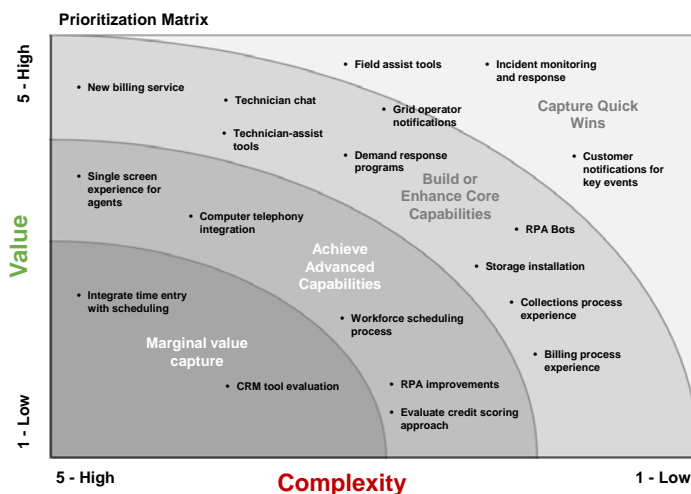 Prioritization Matrix
5 - High
Value
1 - Low
• Field assist tools
• Incident monitoring
and response
• New billing service
• Technician chat
• Grid operator
notifications
Capture Quick
Wins
• Technician-assist
tools
• Demand response
programs
• Customer
notifications for
key events
• Single screen
experience for
agents
Build or
Enhance Core
Capabilities
• Computer telephony
integration
• RPA Bots
Achieve
Advanced
Capabilities
• Storage installation
• Integrate time entry
with scheduling
• Collections process
experience
• Workforce scheduling
process
Marginal value
capture
• Billing process
experience
• CRM tool evaluation
• RPA improvements
• Evaluate credit scoring
approach
5 - High
Complexity
1 - Low